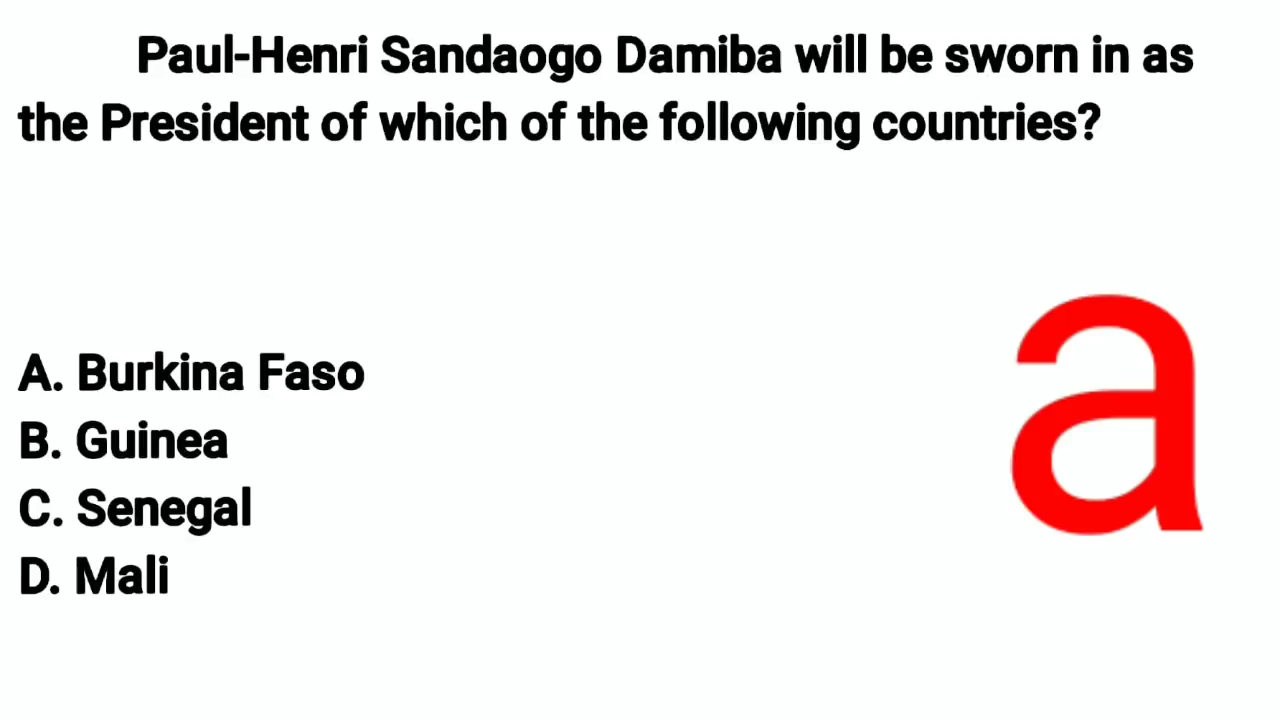 Paul-Henri Sandaogo Damiba will be sworn in as
the President of which of the following countries?
A. Burkina Faso
B. Guinea
C. Senegal
D. Mali
a